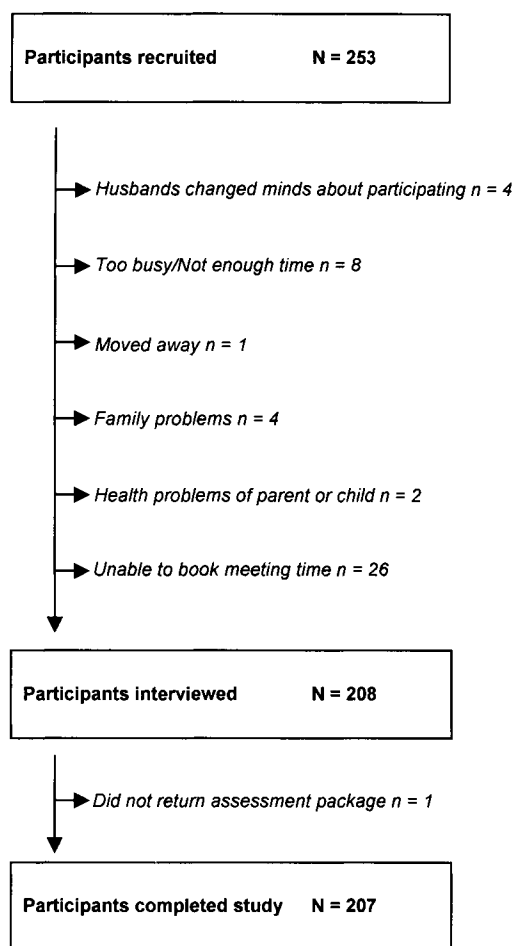 Participants recruited N = 253
Husbands changed minds about participating n = 4
Too busy/Not enough time n = 8
Moved away n = 1
Family problems n = 4
Health problems of parent or child n = 2
Unable to book meeting time n = 26
Participants interviewed N = 208
Did not return assessment package n = 1
Participants completed study N = 207